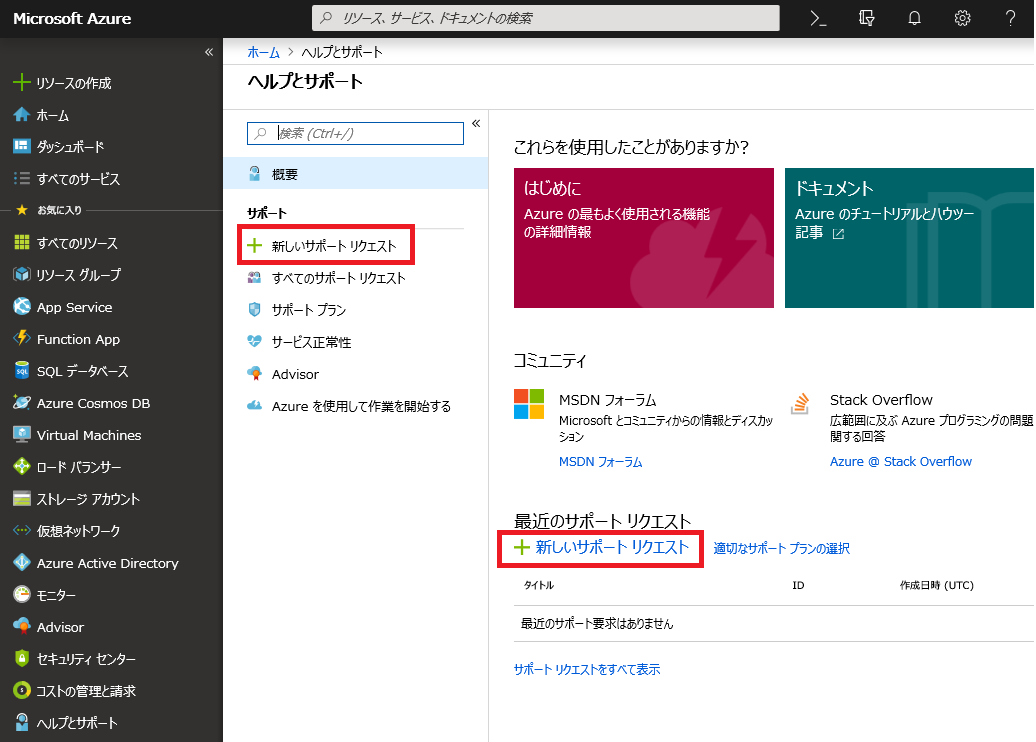 Microsoft Azure
リソース、サービス、ドキュメントの検索
リソースの作成
ホーム
ダッシュボード
すべてのサービス
お気に入り
すべてのリソース
リソース グループ
App Service
Function App
SQL データベース
Azure Cosmos DB
Virtual Machines
ロード バランサー
ストレージ アカウント
仮想ネットワーク
Azure Active Directory
モニター
Advisor
セキュリティ センター
コストの管理と請求
ヘルプとサポート
ホーム > ヘルプとサポート
ヘルプとサポート
検索 (Ctrl+/)
概要
サポート
新しいサポート リクエスト
すべてのサポート リクエスト
サポート プラン
サービス正常性
Advisor
Azure を使用して作業を開始する
これらを使用したことがありますか?
はじめに
Azure の最もよく使用される機能
の詳細情報
ドキュメント
Azure のチュートリアルとハウツー
記事
コミュニティ
MSDN フォーラム
Microsoft とコミュニティからの情報とディスカッ
ション
MSDN フォーラム
Stack Overflow
広範囲に及ぶ Azure プログラミングの問題
関する回答
Azure @ Stack Overflow
最近のサポート リクエスト
新しいサポート リクエスト 適切なサポート プランの選択
タイトル ID 作成日時 (UTC)
最近のサポート要求はありません
サポート リクエストをすべて表示